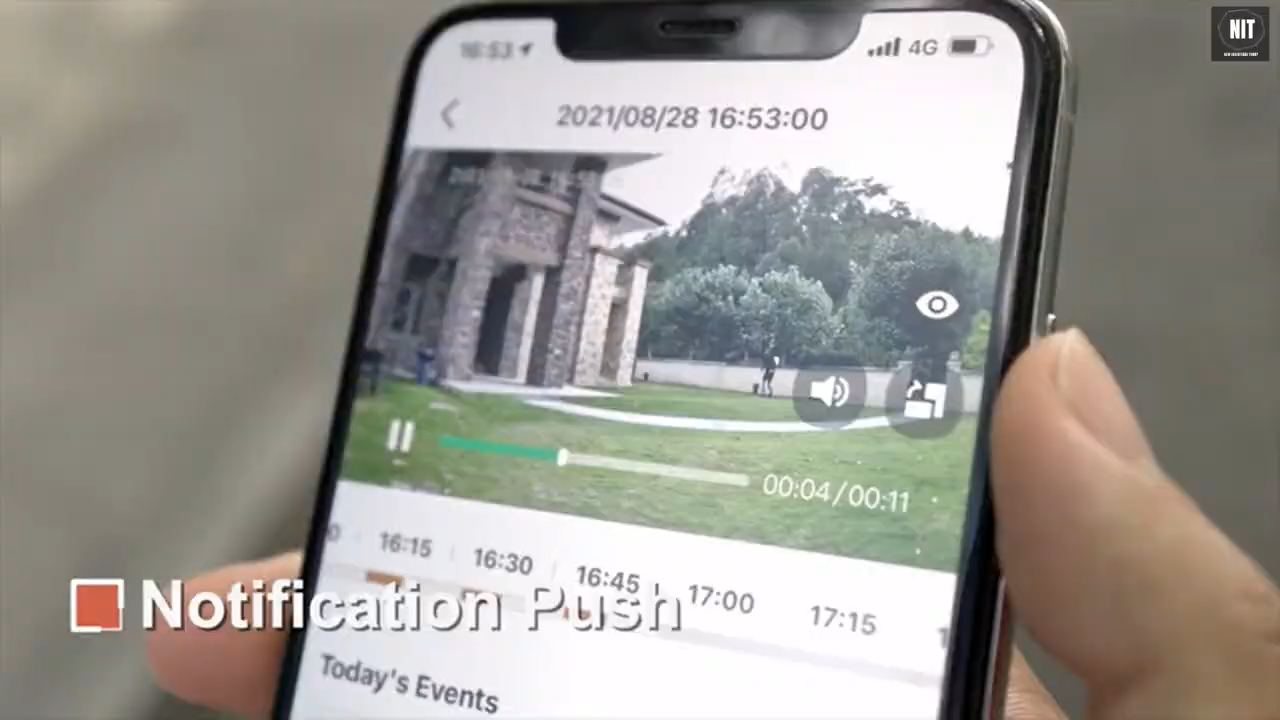 NIT
16:53
4G
2021/08/28 16:53:00
00:04/00:11
16:15
16:30
16:45
17:00
17:15
Notification Push
Today's Events